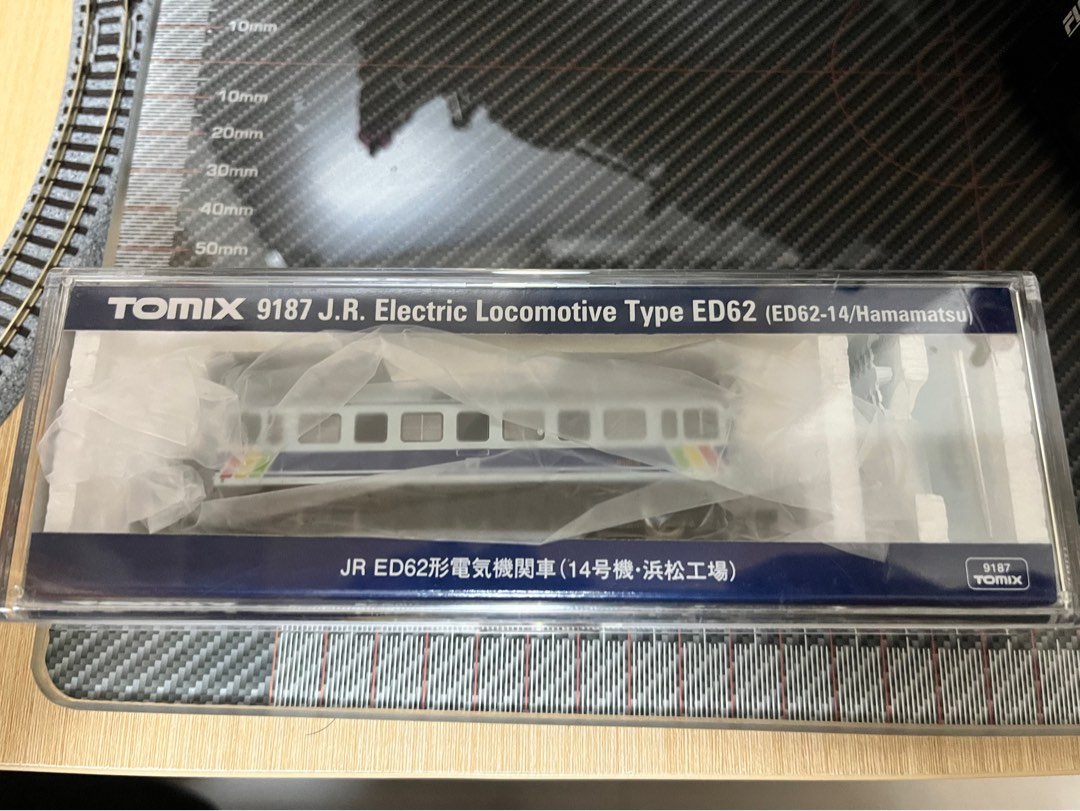 10mm
10mm
20mm
30mm
40mm
50mm
TOMIX 9187 J.R. Electric Locomotive Type ED62 (ED62-14/Hamamatsu)
JR ED62形電気機関車(14号機・浜松工場)
9187
TOMIX